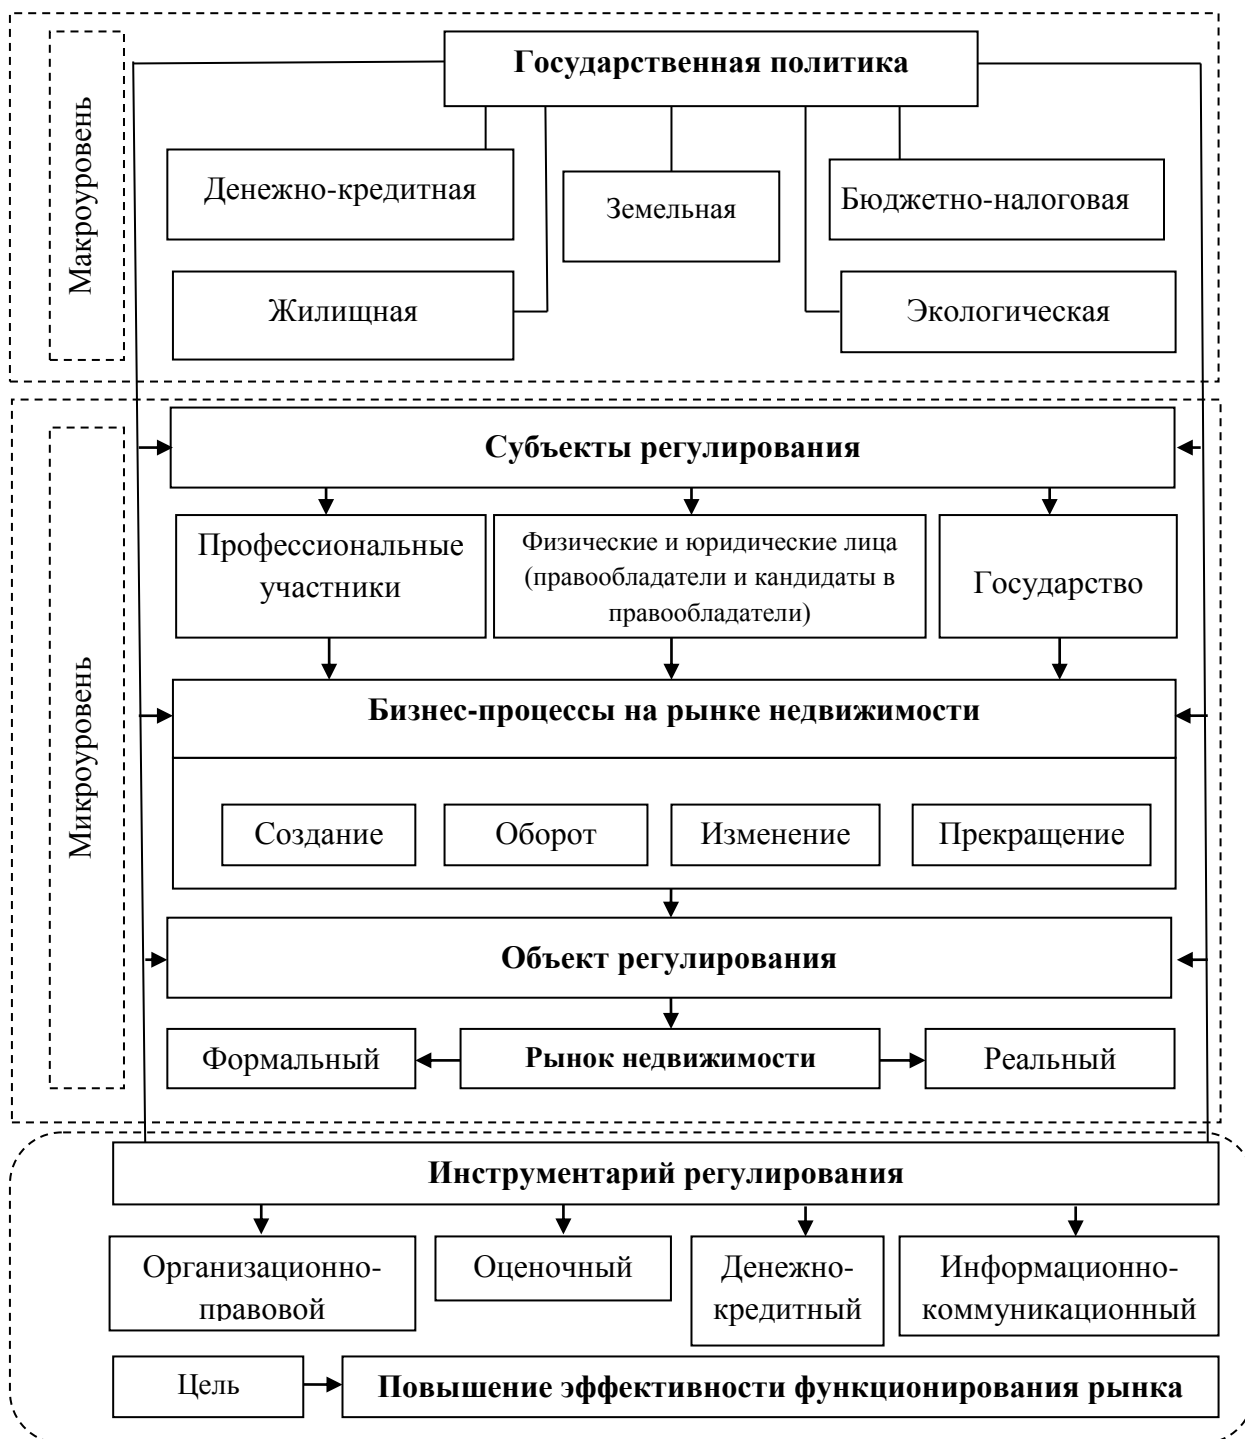 Макроуровень
Государственная политика
Денежно-кредитная
Земельная
Бюджетно-налоговая
Жилищная
Экологическая
Микроуровень
Субъекты регулирования
Профессиональные
участники
Физические и юридические лица
(правообладатели и кандидаты в
правообладатели)
Государство
Бизнес-процессы на рынке недвижимости
Создание
Оборот
Изменение
Прекращение
Объект регулирования
Формальный
Рынок недвижимости
Реальный
Инструментарий регулирования
Организационно-
правовой
Оценочный
Денежно-
кредитный
Информационно-
коммуникационный
Цель
Повышение эффективности функционирования рынка